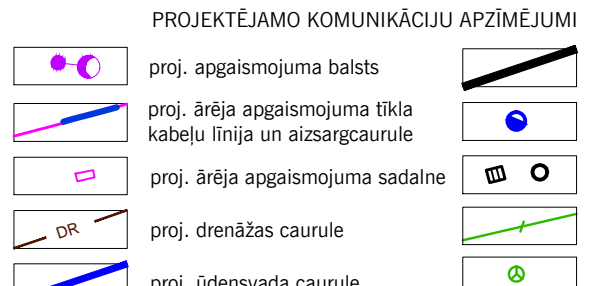 PROJEKTĒJAMO KOMUNIKĀCIJU APZĪMĒJUMI
proj. apgaismojuma balsts
proj. ārēja apgaismojuma tīkla
kabeļu līnija un aizsargcaurule
proj. ārēja apgaismojuma sadalne
DR
proj. drenāžas caurule
proj. ūdensvada caurule